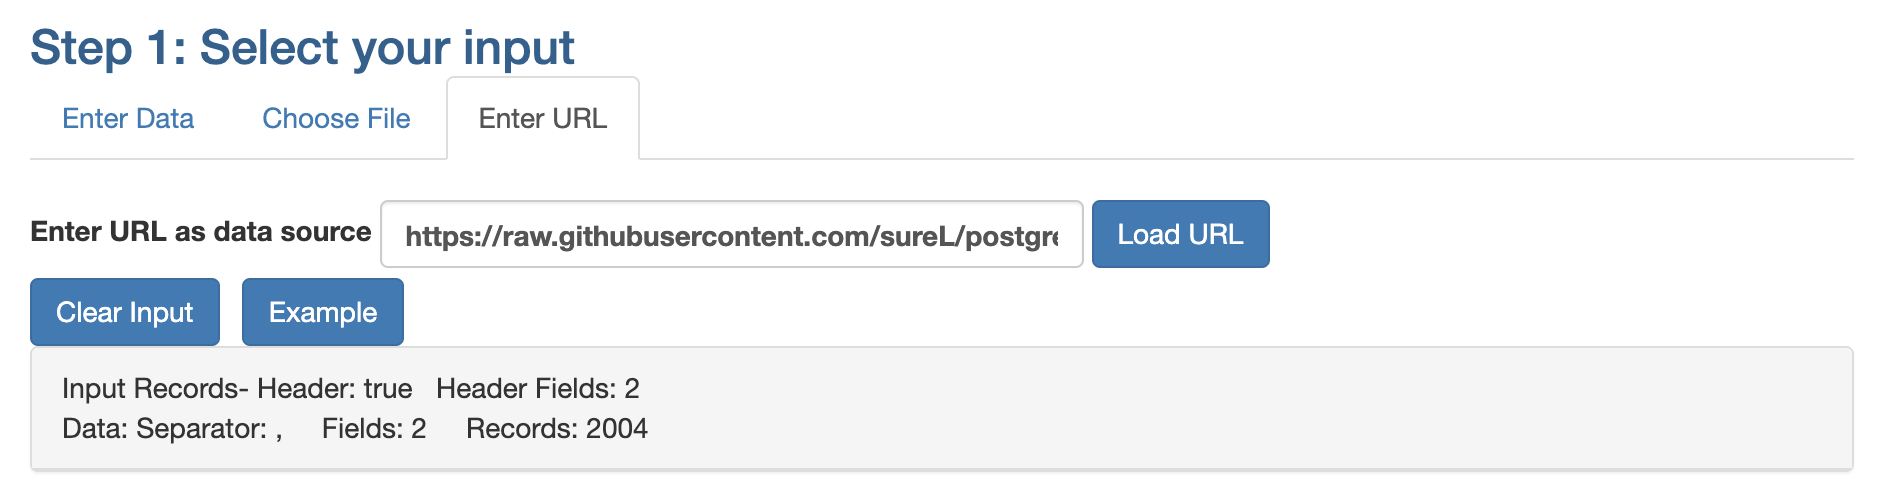 Step 1: Select your input
Enter Data Choose File Enter URL
Enter URL as data source https://raw.githubusercontent.com/sureL/postgre Load URL
Clear Input Example
Input Records- Header: true Header Fields: 2
Data: Separator: , Fields: 2 Records: 2004